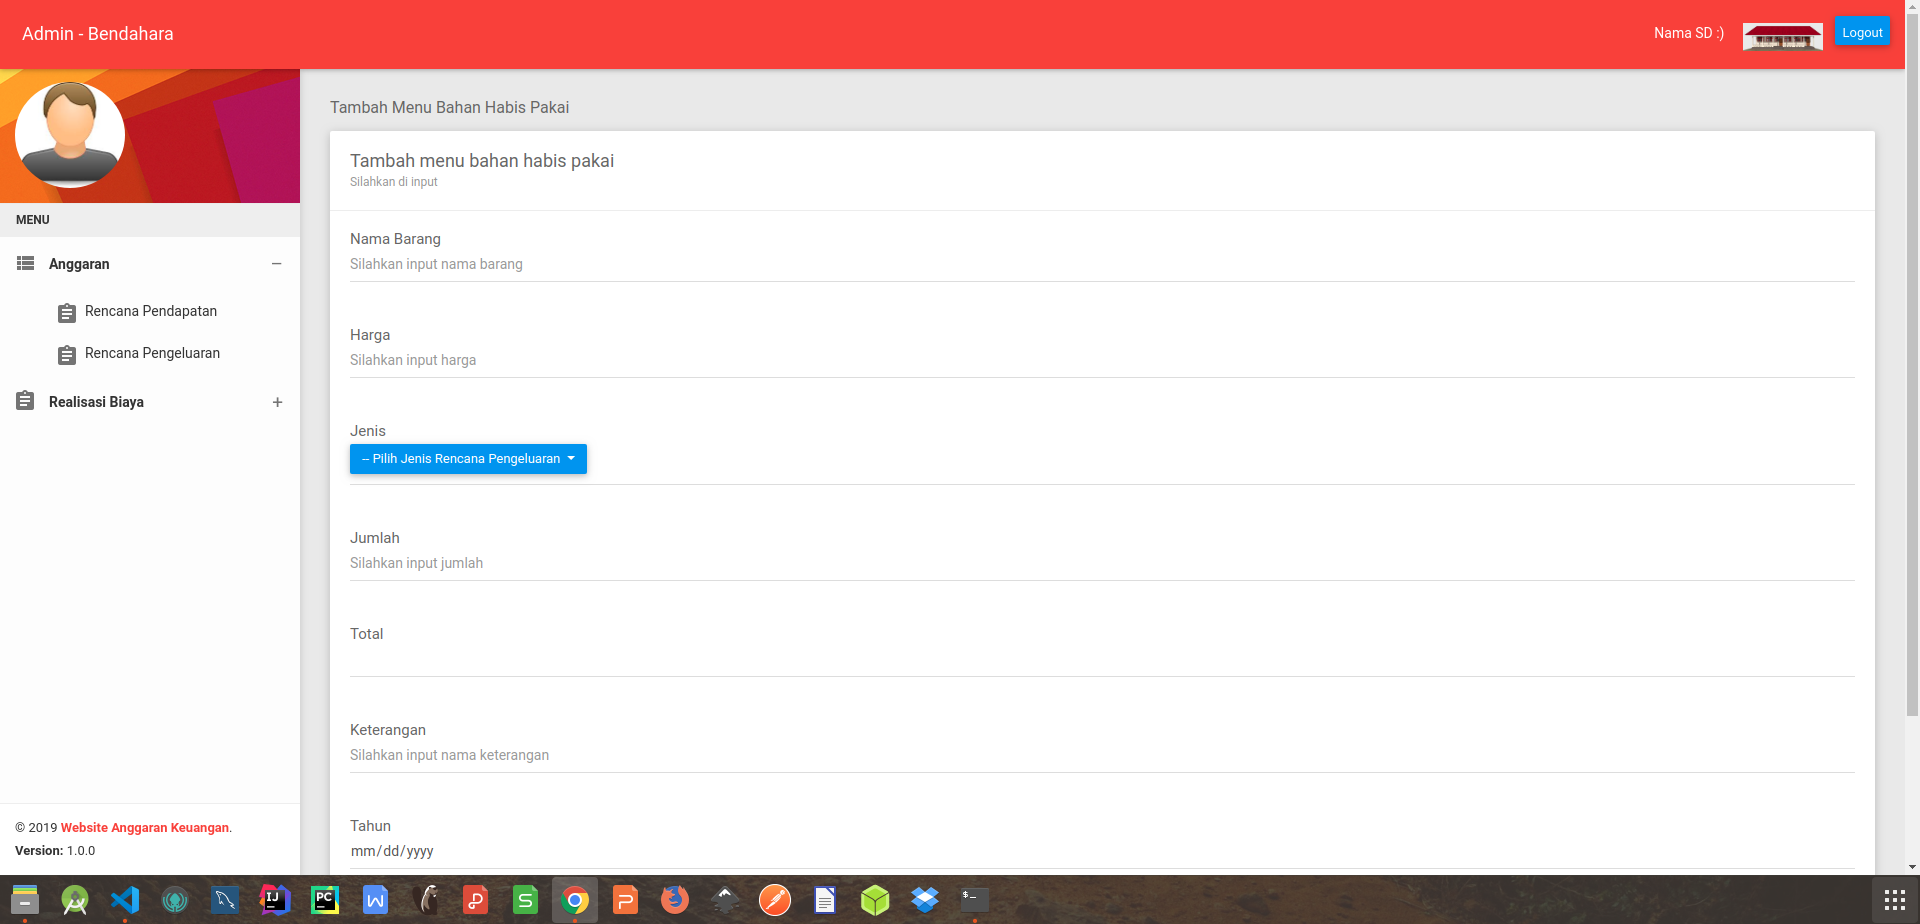 Admin - Bendahara
Nama SD :)
Logout
MENU
Anggaran
Rencana Pendapatan
Rencana Pengeluaran
Realisasi Biaya
© 2019 Website Anggaran Keuangan.
Version: 1.0.0
Tambah Menu Bahan Habis Pakai
Tambah menu bahan habis pakai
Silahkan di input
Nama Barang
Silahkan input nama barang
Harga
Silahkan input harga
Jenis
-- Pilih Jenis Rencana Pengeluaran
Jumlah
Silahkan input jumlah
Total
Keterangan
Silahkan input nama keterangan
Tahun
mm/dd/yyyy
IJ
PC
W
S
P
$_